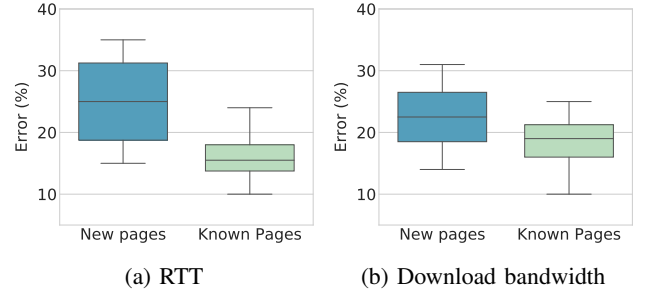 40
30
20
10
Error (%)
New pages
Known Pages
(a) RTT
40
30
20
10
Error (%)
New pages
Known Pages
(b) Download bandwidth